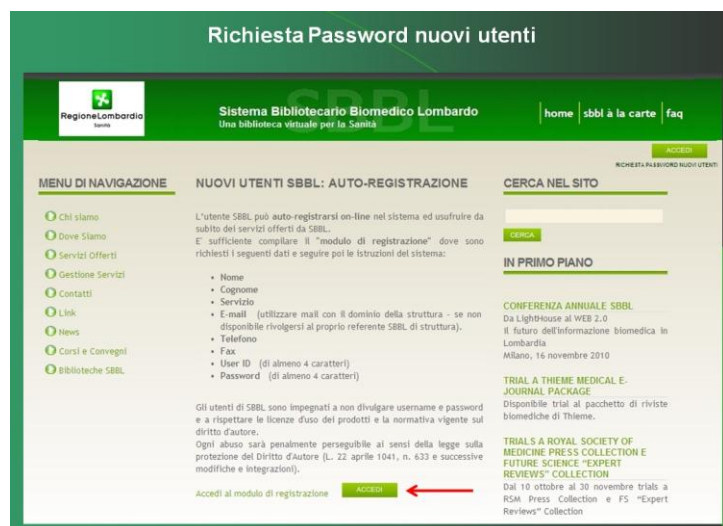 Richiesta Password nuovi utenti
RegioneLombardia
Sanità
SBBL
Sistema Bibliotecario Biomedico Lombardo
Una biblioteca virtuale per la Sanità
home | sbbl à la carte | faq
ACCEDI
RICHIESTA PASSWORD NUOVI UTENTI
MENU DI NAVIGAZIONE
Chi siamo
Dove Siamo
Servizi Offerti
Gestione Servizi
Contatti
Link
News
Corsi e Convegni
Biblioteche SBBL
NUOVI UTENTI SBBL: AUTO-REGISTRAZIONE
L'utente SBBL può auto-registrarsi on-line nel sistema ed usufruire da
subito dei servizi offerti da SBBL.
E' sufficiente compilare il "modulo di registrazione" dove sono
richiesti i seguenti dati e seguire poi le istruzioni del sistema:
• Nome
• Cognome
• Servizio
• E-mail (utilizzare mail con il dominio della struttura - se non
disponibile rivolgersi al proprio referente SBBL di struttura).
• Telefono
• Fax
• User ID (di almeno 4 caratteri)
• Password (di almeno 4 caratteri)
Gli utenti di SBBL sono impegnati a non divulgare username e password
e a rispettare le licenze d'uso dei prodotti e la normativa vigente sul
diritto d'autore.
Ogni abuso sarà penalmente perseguibile ai sensi della legge sulla
protezione del Diritto d'Autore (L. 22 aprile 1041, n. 633 e successive
modifiche e integrazioni).
Accedi al modulo di registrazione
ACCEDI
CERCA NEL SITO
CERCA
IN PRIMO PIANO
CONFERENZA ANNUALE SBBL
Da LightHouse al WEB 2.0
Il futuro dell'informazione biomedica in
Lombardia
Milano, 16 novembre 2010
TRIAL A THIEME MEDICAL E-
JOURNAL PACKAGE
Disponibile trial al pacchetto di riviste
biomediche di Thieme.
TRIALS A ROYAL SOCIETY OF
MEDICINE PRESS COLLECTION E
FUTURE SCIENCE "EXPERT
REVIEWS" COLLECTION
Dal 10 ottobre al 30 novembre trials a
RSM Press Collection e FS "Expert
Reviews" Collection